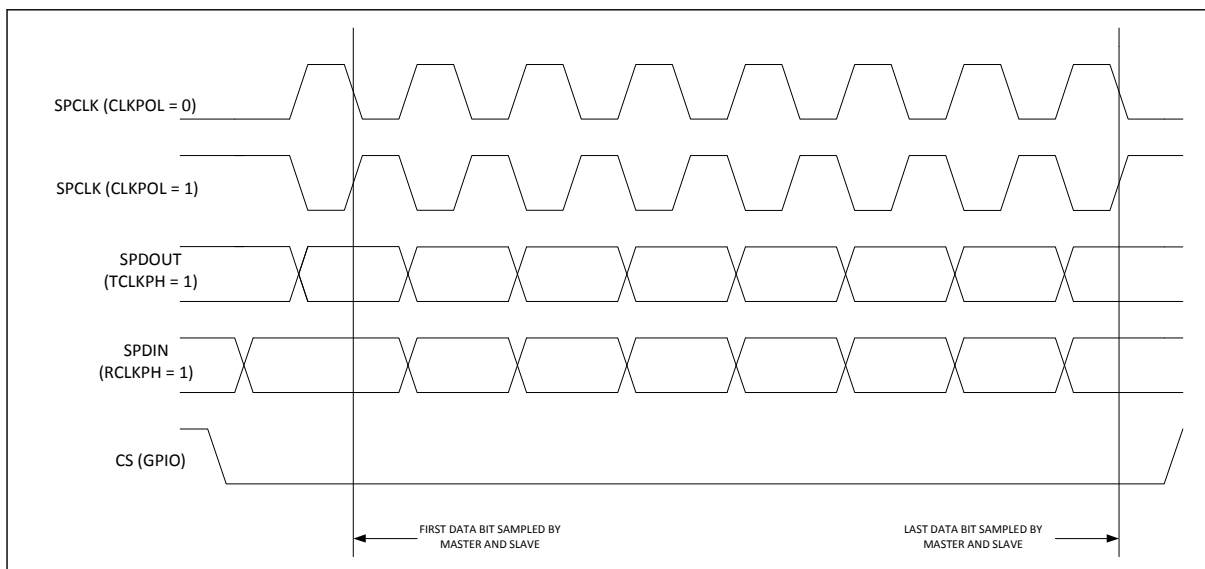 SPCLK (CLKPOL = 0)
SPCLK (CLKPOL = 1)
SPDOUT
(TCLKPH = 1)
SPDIN
(RCLKPH = 1)
CS (GPIO)
FIRST DATA BIT SAMPLED BY
MASTER AND SLAVE
LAST DATA BIT SAMPLED BY
MASTER AND SLAVE